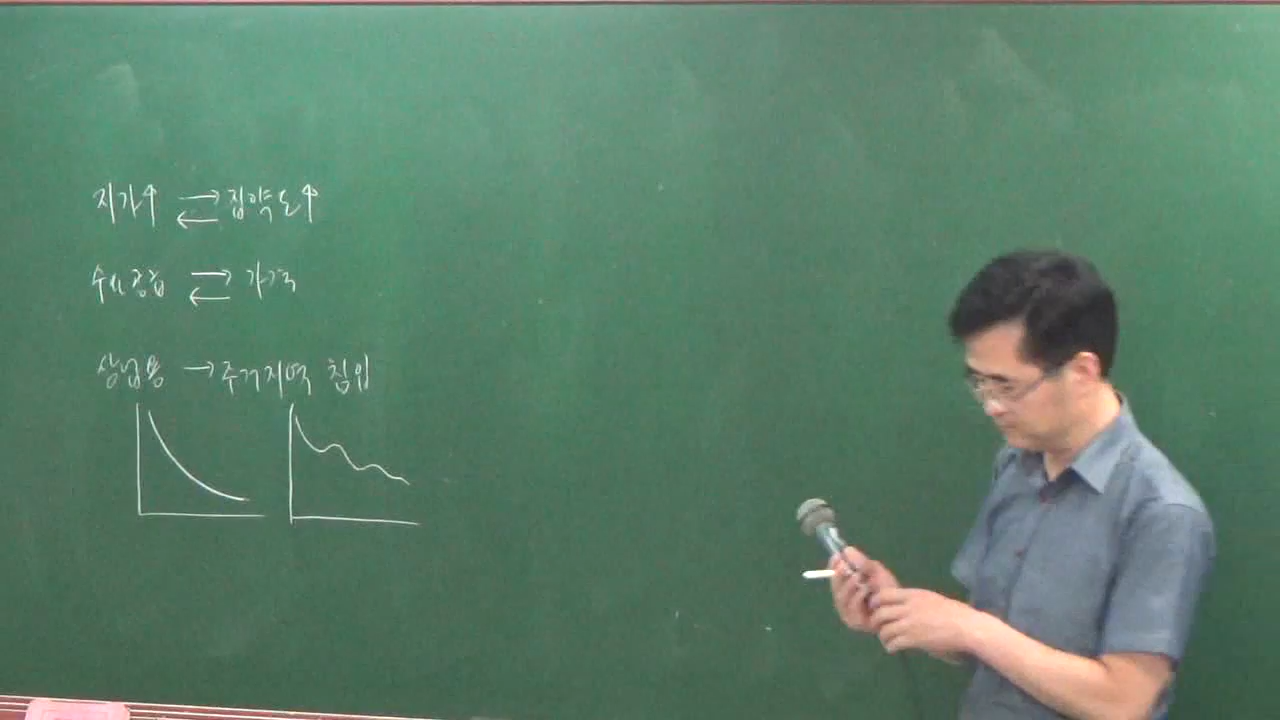 지가↑ ⇄ 집약도↑
수요공급 ⇄ 가격
상업용 → 주거지역 침입